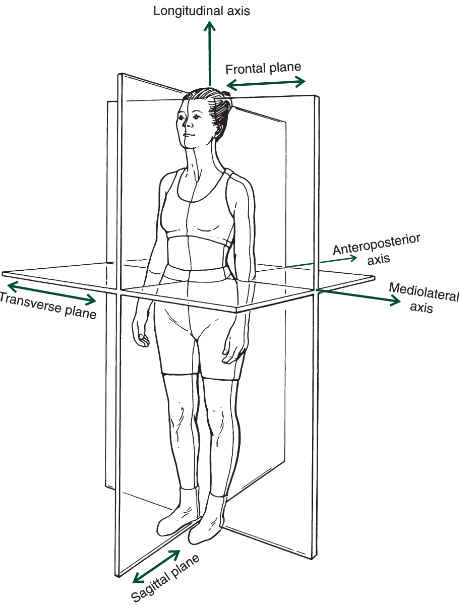 Longitudinal axis
Frontal plane
Anteroposterior
axis
Mediolateral
axis
Transverse plane
Sagittal plane